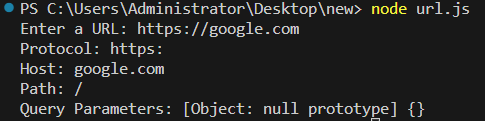 PS C:\Users\Administrator\Desktop\new> node url.js
Enter a URL: https://google.com
Protocol: https:
Host: google.com
Path: /
Query Parameters: [Object: null prototype] {}